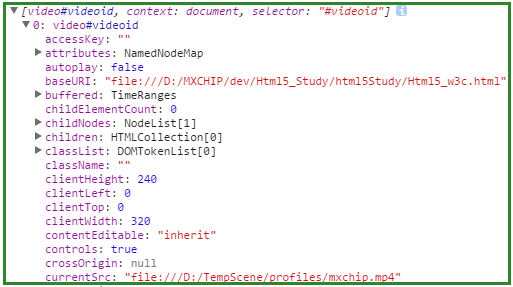 [video#videoid, context: document, selector: "#videoid"] i
0: video#videoid
accessKey: ""
attributes: NamedNodeMap
autoplay: false
baseURI: "file:///D:/MXCHIP/dev/Html5_Study/html5Study/Html5_w3c.html"
buffered: TimeRanges
childElementCount: 0
childNodes: NodeList[1]
children: HTMLCollection[0]
classList: DOMTokenList[0]
className: ""
clientHeight: 240
clientLeft: 0
clientTop: 0
clientWidth: 320
contentEditable: "inherit"
controls: true
crossOrigin: null
currentSrc: "file:///D:/TempScene/profiles/mxchip.mp4"